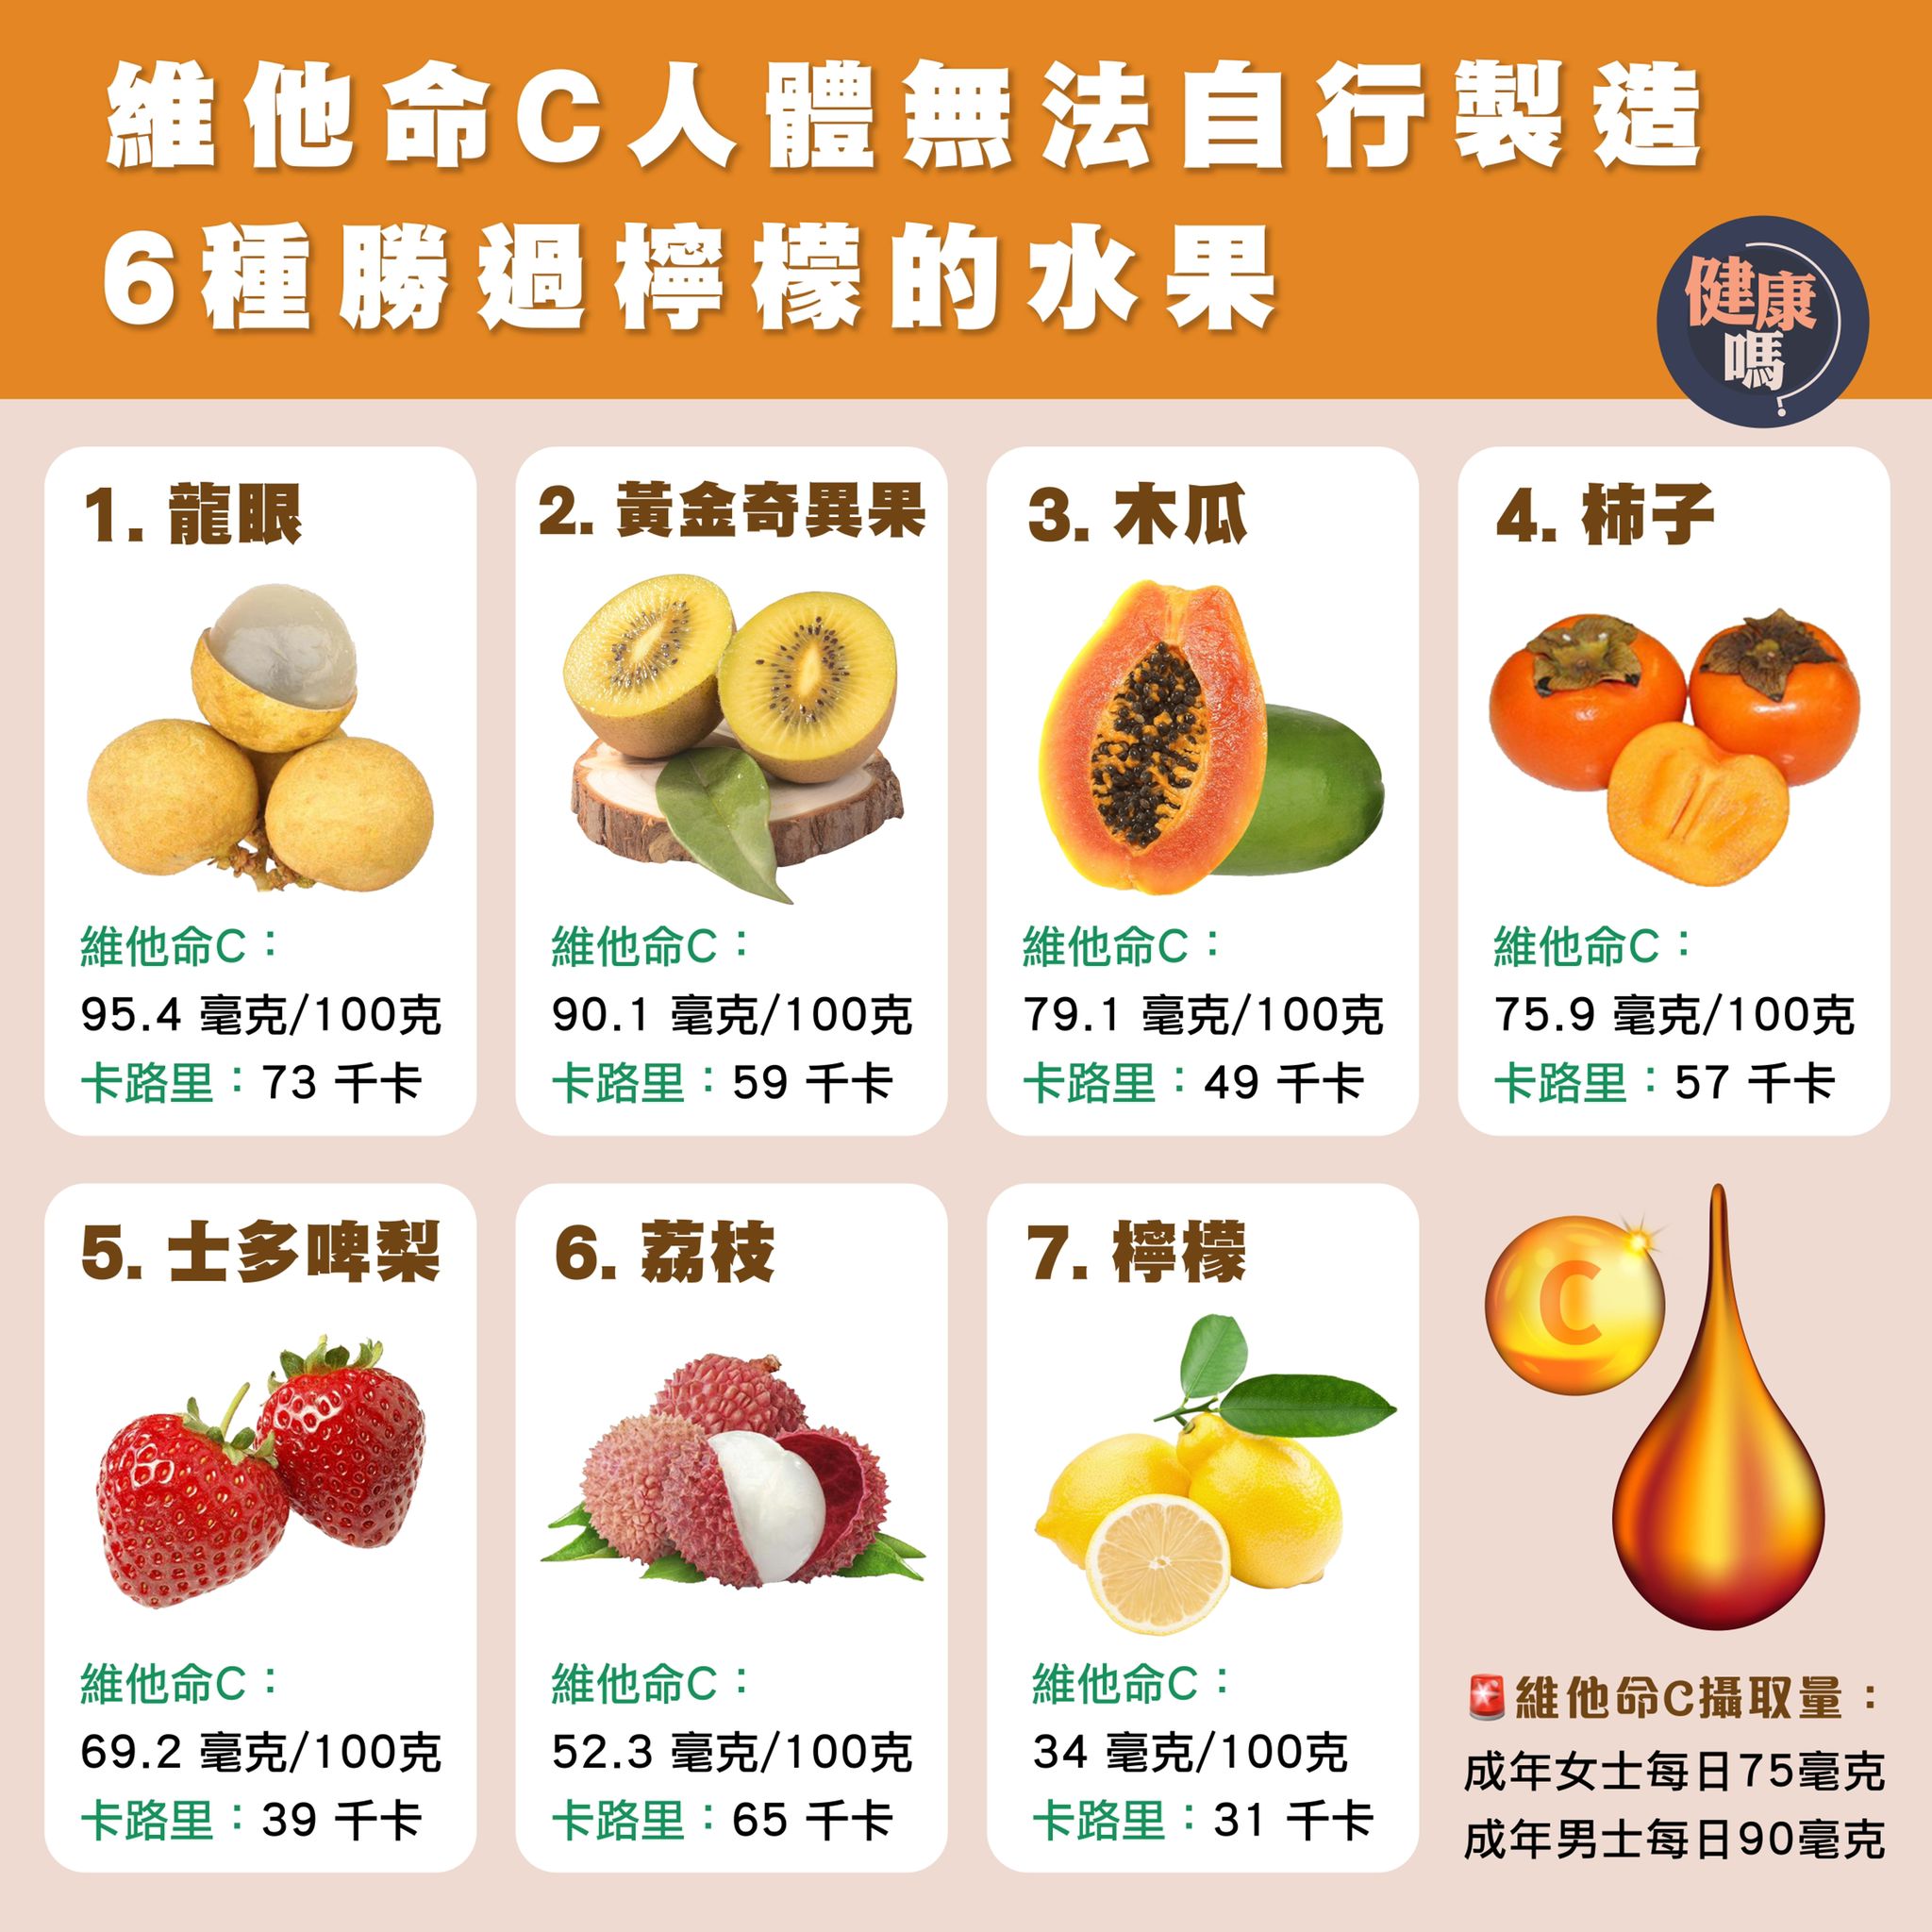 維他命C人體無法自行製造
6種勝過檸檬的水果
健康
嗎?
1. 龍眼
維他命C：
95.4 毫克/100克
卡路里：73 千卡
2. 黃金奇異果
維他命C：
90.1 毫克/100克
卡路里：59 千卡
3. 木瓜
維他命C：
79.1 毫克/100克
卡路里：49 千卡
4. 柿子
維他命C：
75.9 毫克/100克
卡路里：57 千卡
5. 士多啤梨
維他命C：
69.2 毫克/100克
卡路里：39 千卡
6. 荔枝
維他命C：
52.3 毫克/100克
卡路里：65 千卡
7. 檸檬
維他命C：
34 毫克/100克
卡路里：31 千卡
C
🚨維他命C攝取量：
成年女士每日75毫克
成年男士每日90毫克